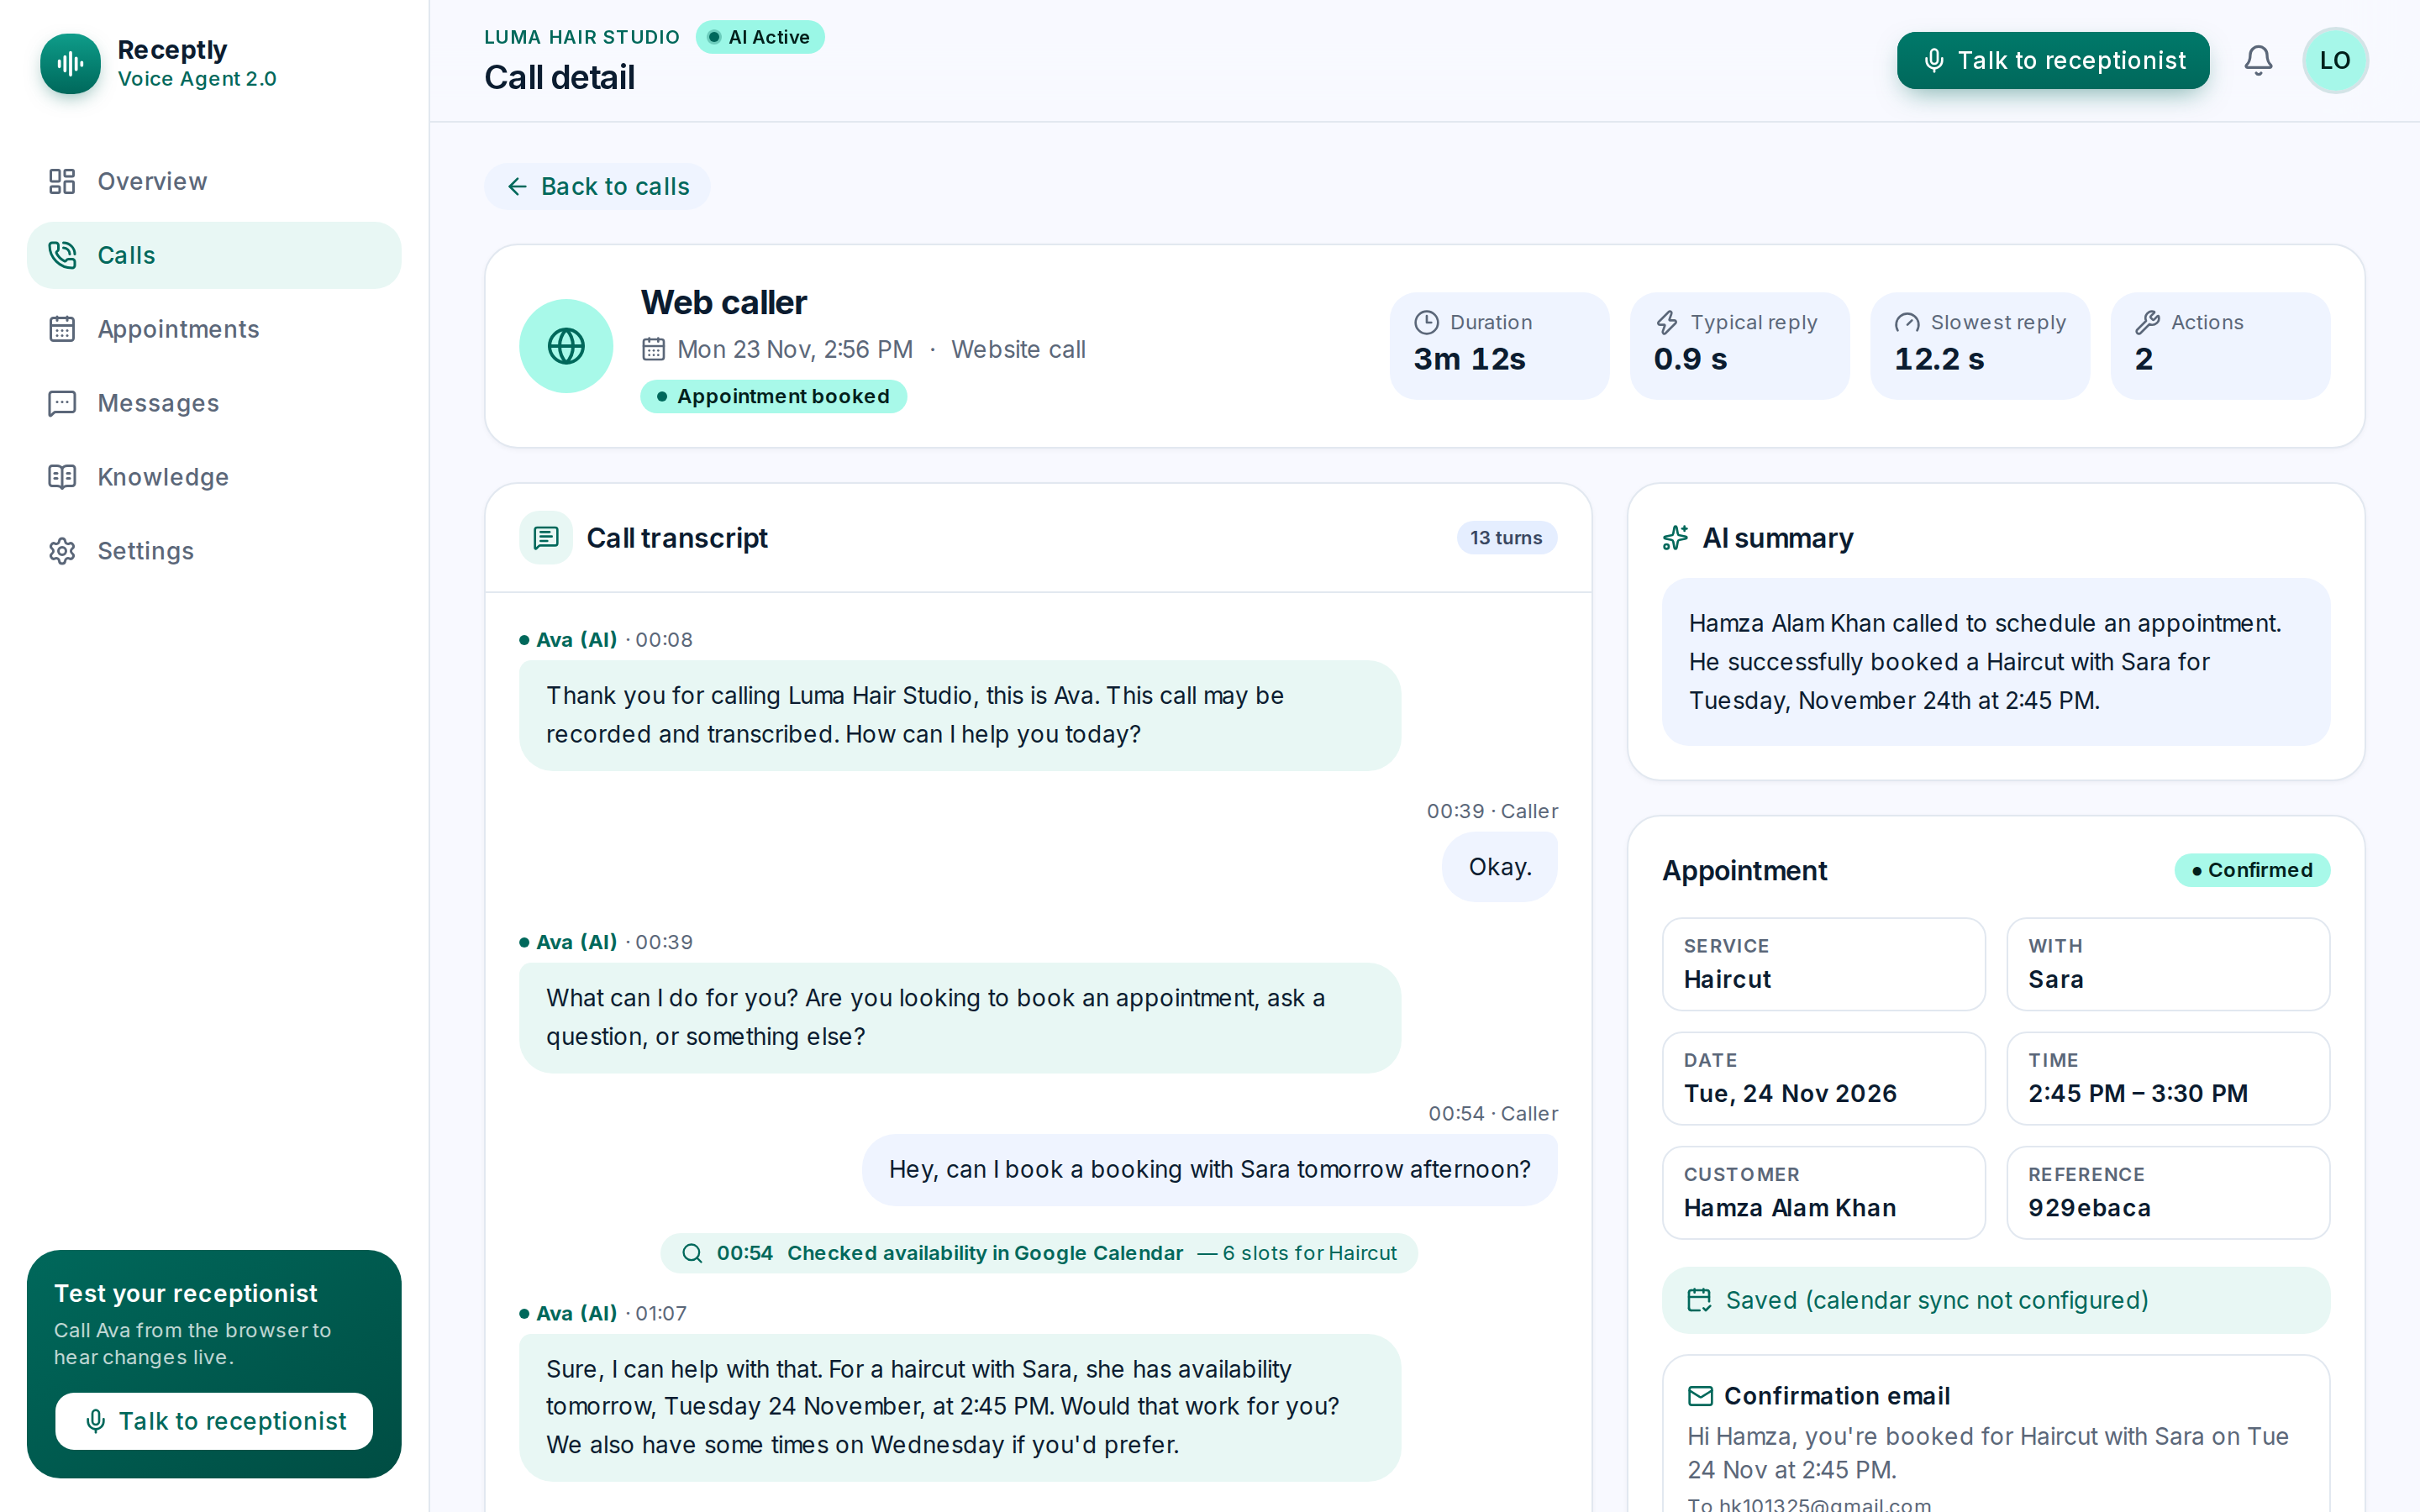 Receptly
Voice Agent 2.0
Overview
Calls
Appointments
Messages
Knowledge
Settings
Test your receptionist
Call Ava from the browser to
hear changes live.
Talk to receptionist
LUMA HAIR STUDIO
AI Active
Call detail
Talk to receptionist
LO
Back to calls
Web caller
Mon 23 Nov, 2:56 PM · Website call
Appointment booked
Duration
3m 12s
Typical reply
0.9 s
Slowest reply
12.2 s
Actions
2
Call transcript
13 turns
Ava (AI) · 00:08
Thank you for calling Luma Hair Studio, this is Ava. This call may be
recorded and transcribed. How can I help you today?
00:39 · Caller
Okay.
Ava (AI) · 00:39
What can I do for you? Are you looking to book an appointment, ask a
question, or something else?
00:54 · Caller
Hey, can I book a booking with Sara tomorrow afternoon?
00:54 Checked availability in Google Calendar — 6 slots for Haircut
Ava (AI) · 01:07
Sure, I can help with that. For a haircut with Sara, she has availability
tomorrow, Tuesday 24 November, at 2:45 PM. Would that work for you?
We also have some times on Wednesday if you'd prefer.
AI summary
Hamza Alam Khan called to schedule an appointment.
He successfully booked a Haircut with Sara for
Tuesday, November 24th at 2:45 PM.
Appointment
Confirmed
SERVICE
Haircut
WITH
Sara
DATE
Tue, 24 Nov 2026
TIME
2:45 PM – 3:30 PM
CUSTOMER
Hamza Alam Khan
REFERENCE
929ebaca
Saved (calendar sync not configured)
Confirmation email
Hi Hamza, you're booked for Haircut with Sara on Tue
24 Nov at 2:45 PM.
To hk101325@gmail.com